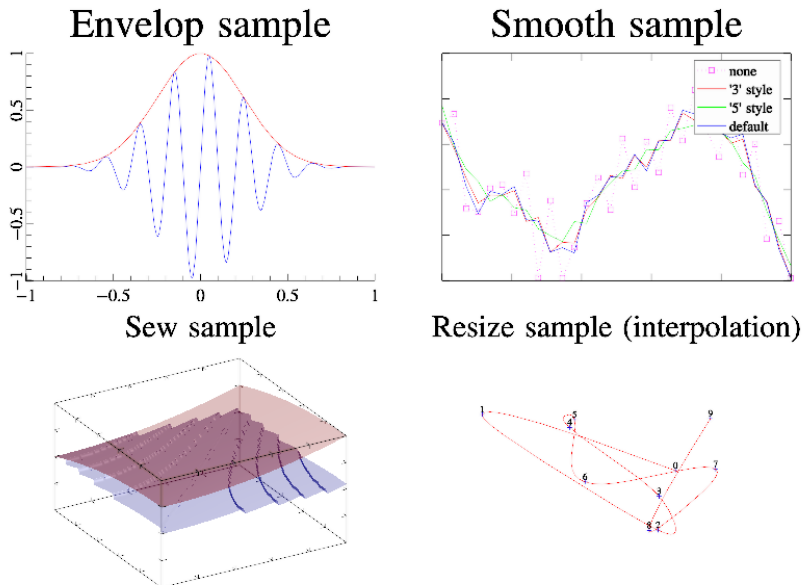 Envelop sample
Smooth sample
1
0.5
0
−0.5
−1
−1
−0.5
0
0.5
1
none
'3' style
'5' style
default
Sew sample
Resize sample (interpolation)
1
5
4
9
0
7
6
3
8
2